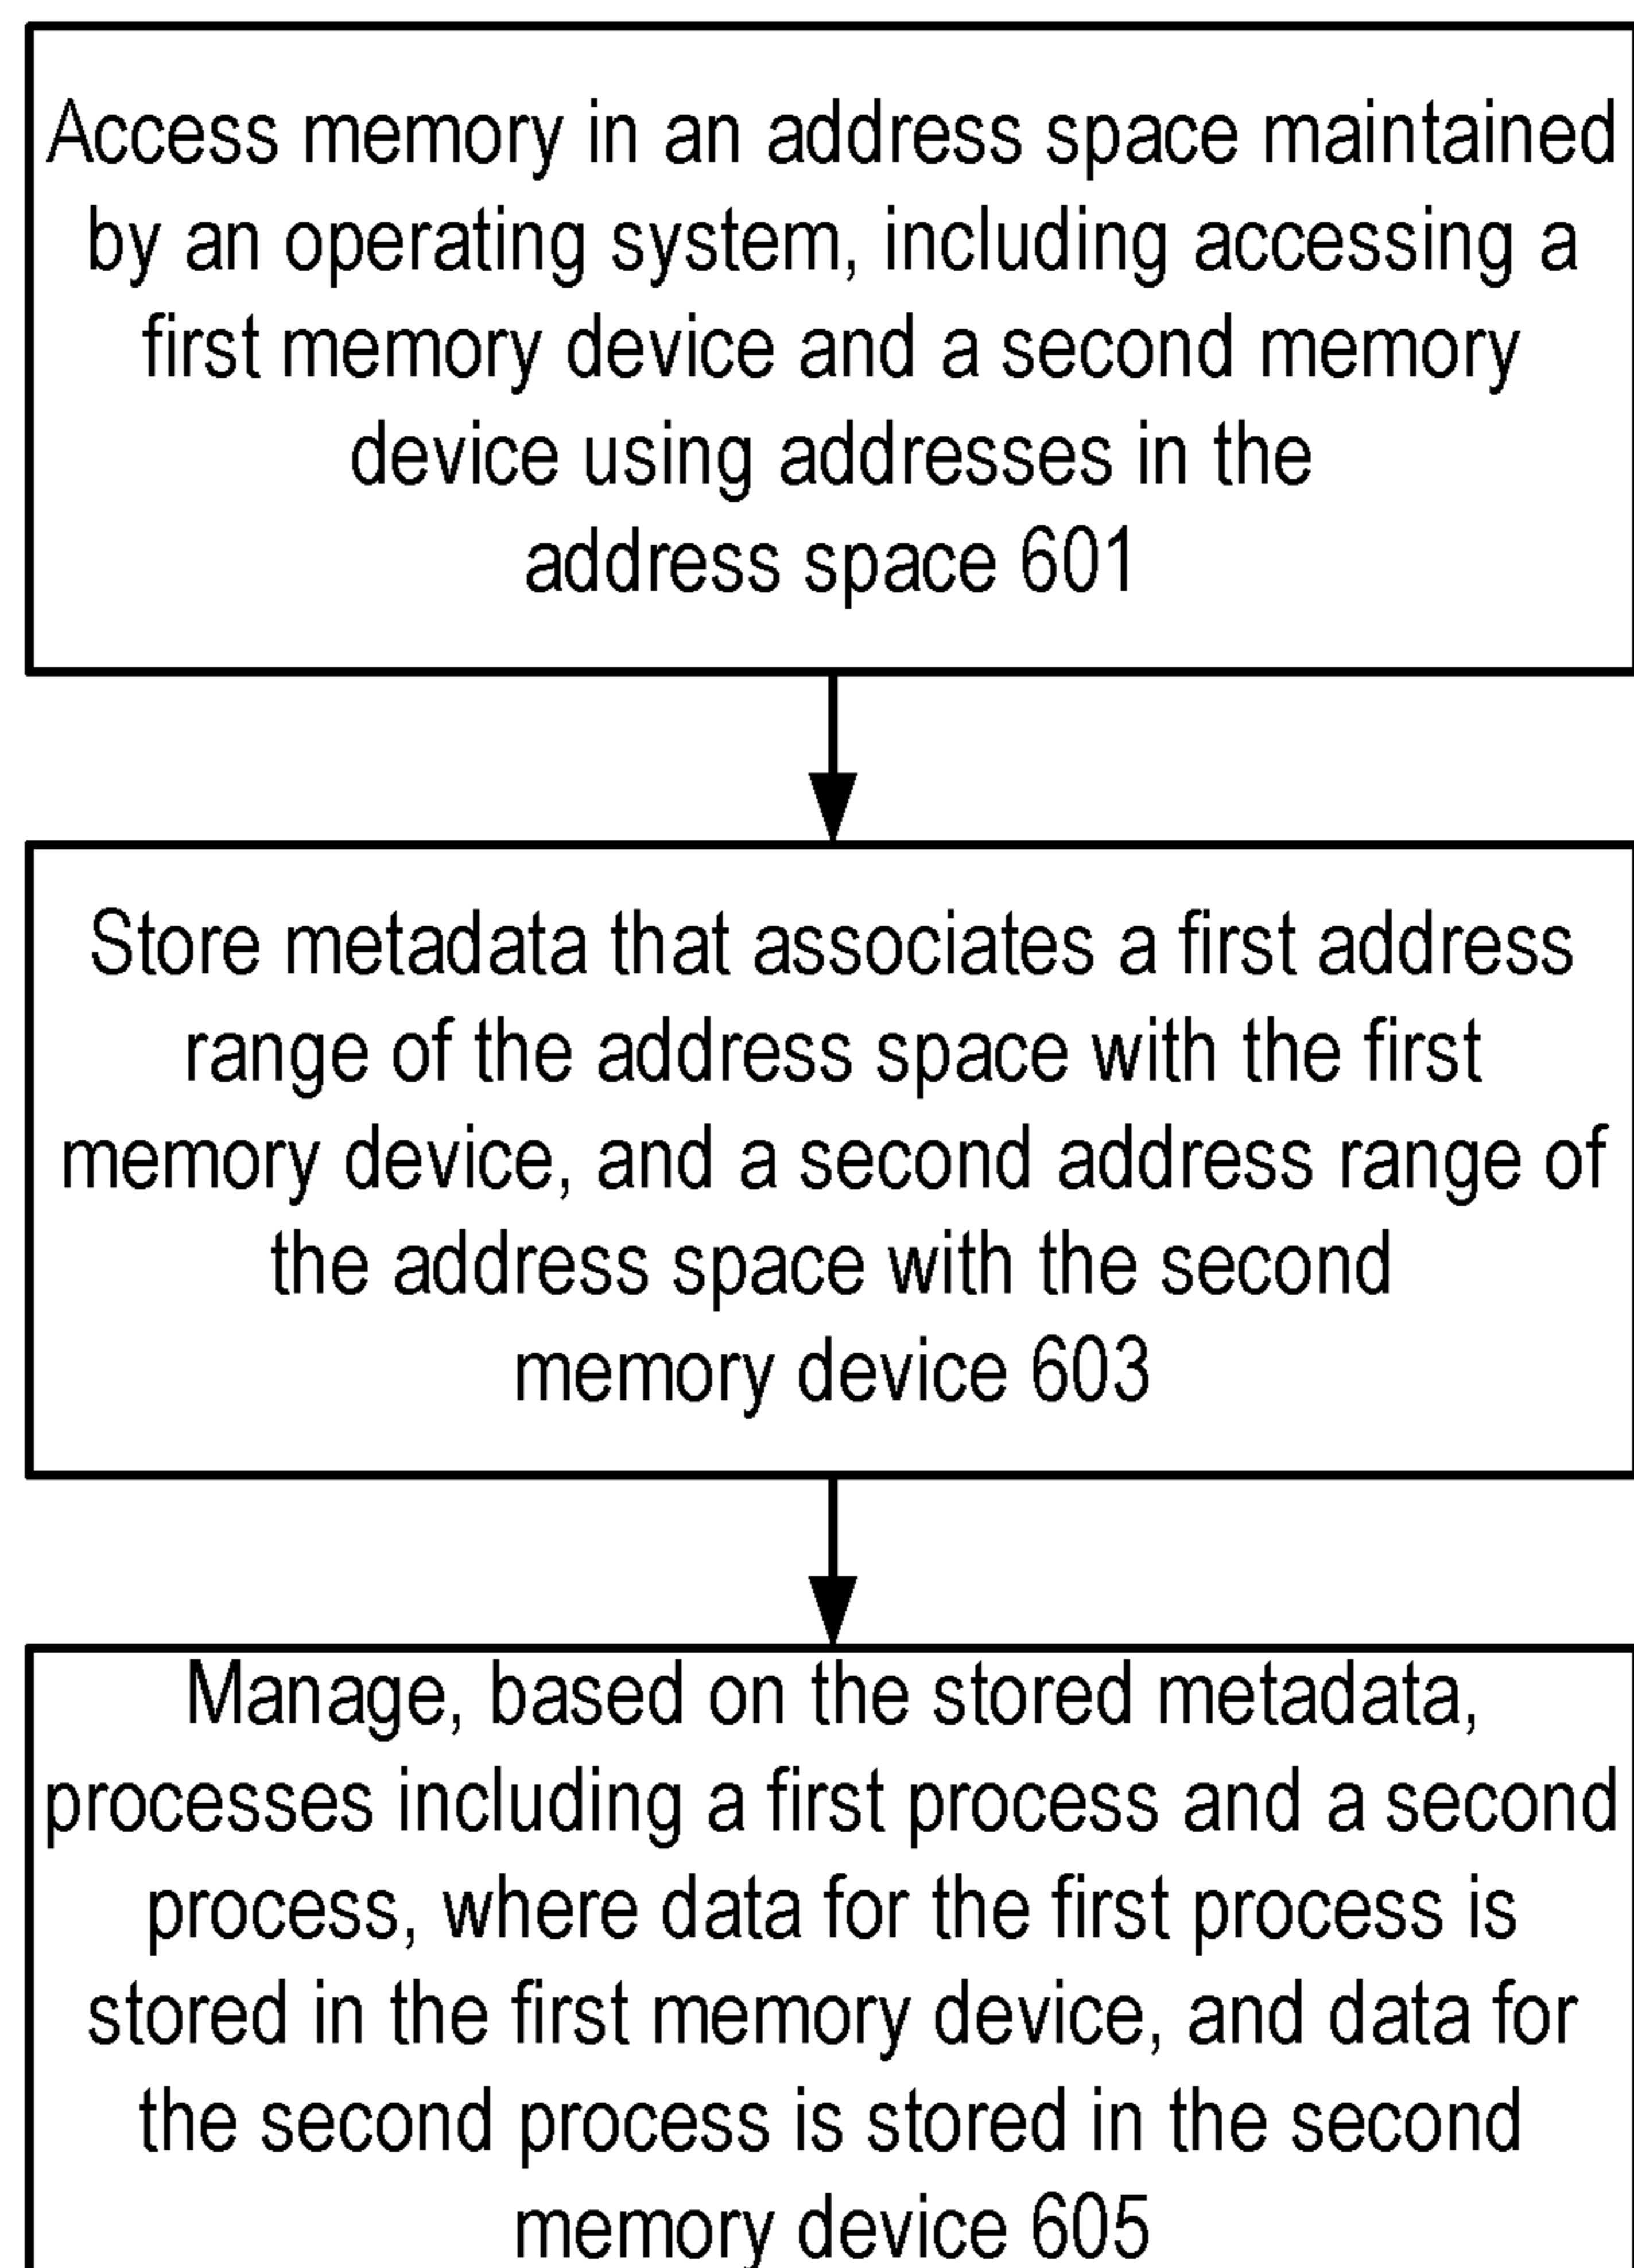 Access memory in an address space maintained
by an operating system, including accessing a
first memory device and a second memory
device using addresses in the
address space 601
Store metadata that associates a first address
range of the address space with the first
memory device, and a second address range of
the address space with the second
memory device 603
Manage, based on the stored metadata,
processes including a first process and a second
process, where data for the first process is
stored in the first memory device, and data for
the second process is stored in the second
memory device 605